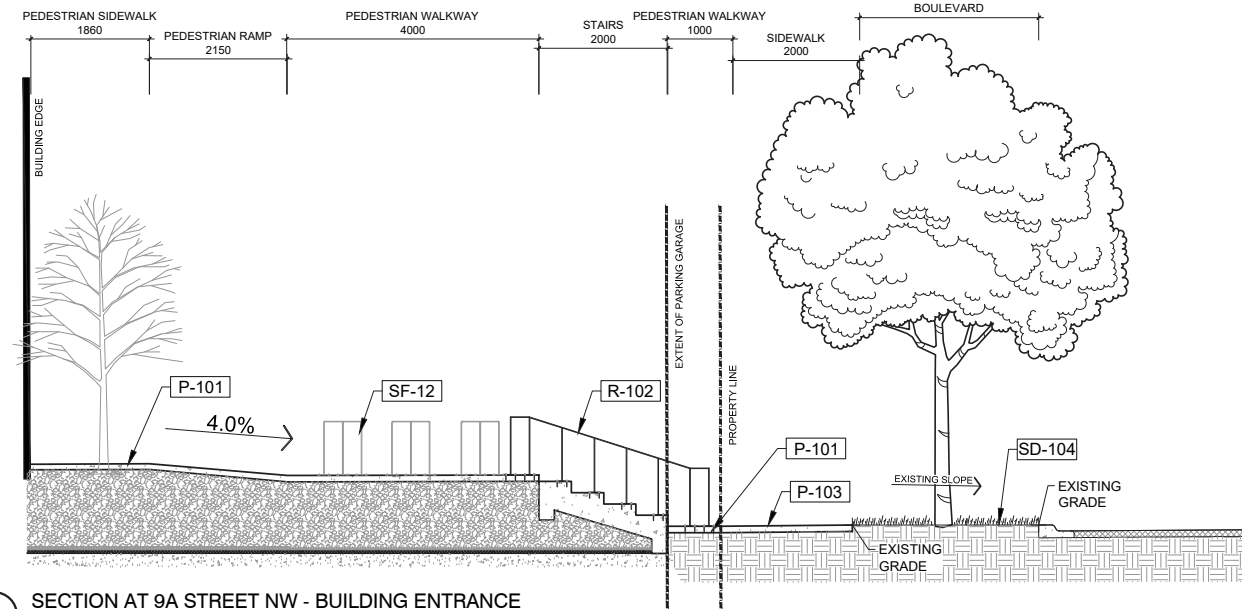 PEDESTRIAN SIDEWALK
1860
PEDESTRIAN RAMP
2150
PEDESTRIAN WALKWAY
4000
STAIRS
2000
PEDESTRIAN WALKWAY
1000
SIDEWALK
2000
BOULEVARD
BUILDING EDGE
EXTENT OF PARKING GARAGE
PROPERTY LINE
P-101
4.0%
SF-12
R-102
P-101
P-103
EXISTING SLOPE
SD-104
EXISTING
GRADE
EXISTING
GRADE
SECTION AT 9A STREET NW - BUILDING ENTRANCE